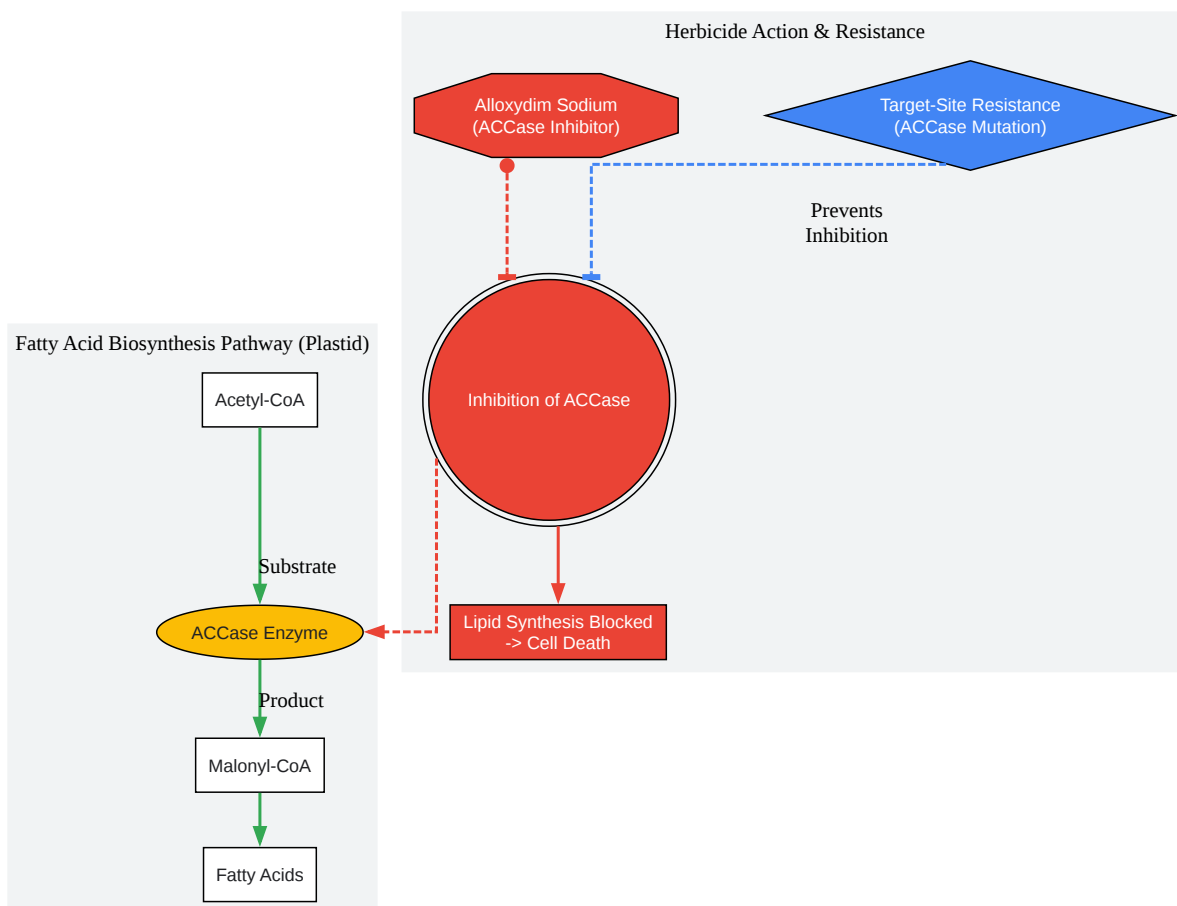 Herbicide Action & Resistance
Alloxydim Sodium
(ACCase Inhibitor)
Target-Site Resistance
(ACCase Mutation)
Prevents
Inhibition
Inhibition of ACCase
Lipid Synthesis Blocked
-> Cell Death
Fatty Acid Biosynthesis Pathway (Plastid)
Acetyl-CoA
Substrate
ACCase Enzyme
Product
Malonyl-CoA
Fatty Acids